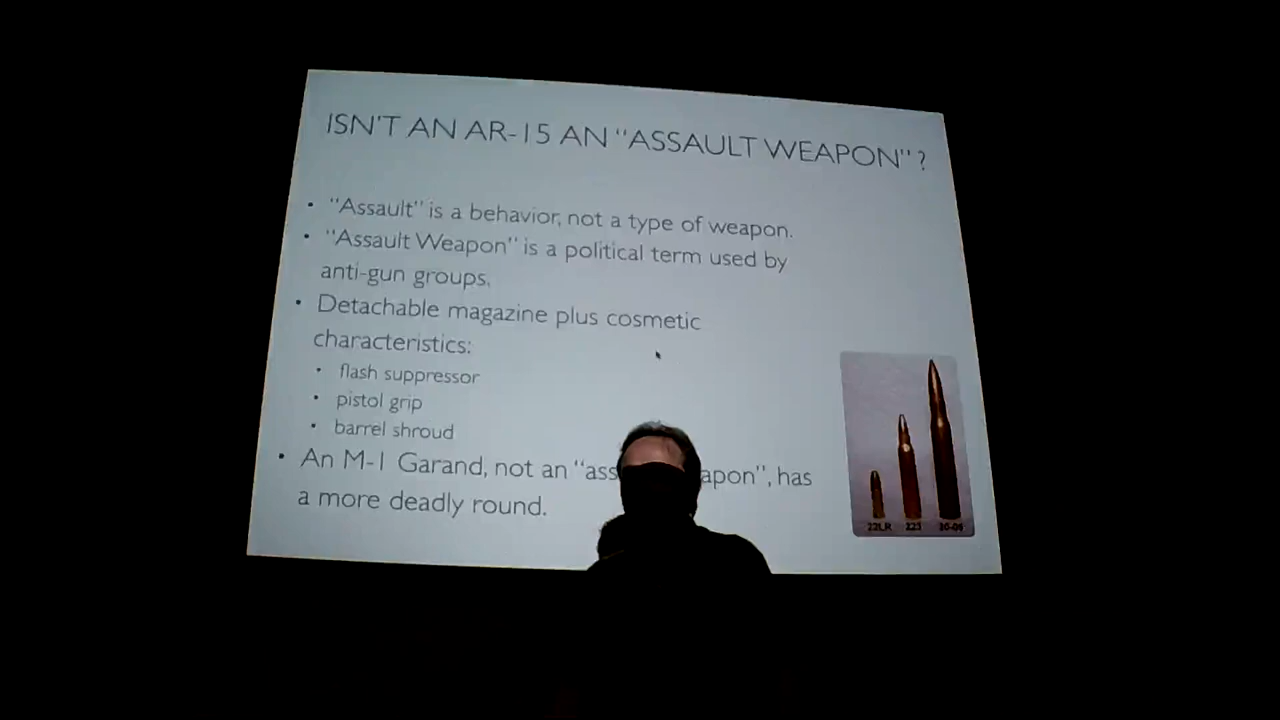 ISN'T AN AR-15 AN "ASSAULT WEAPON"?
• "Assault" is a behavior, not a type of weapon.
• "Assault Weapon" is a political term used by
anti-gun groups.
• Detachable magazine plus cosmetic
characteristics:
• flash suppressor
• pistol grip
• barrel shroud
• An M-1 Garand, not an "ass apon", has
a more deadly round.
22LR 223 30-06